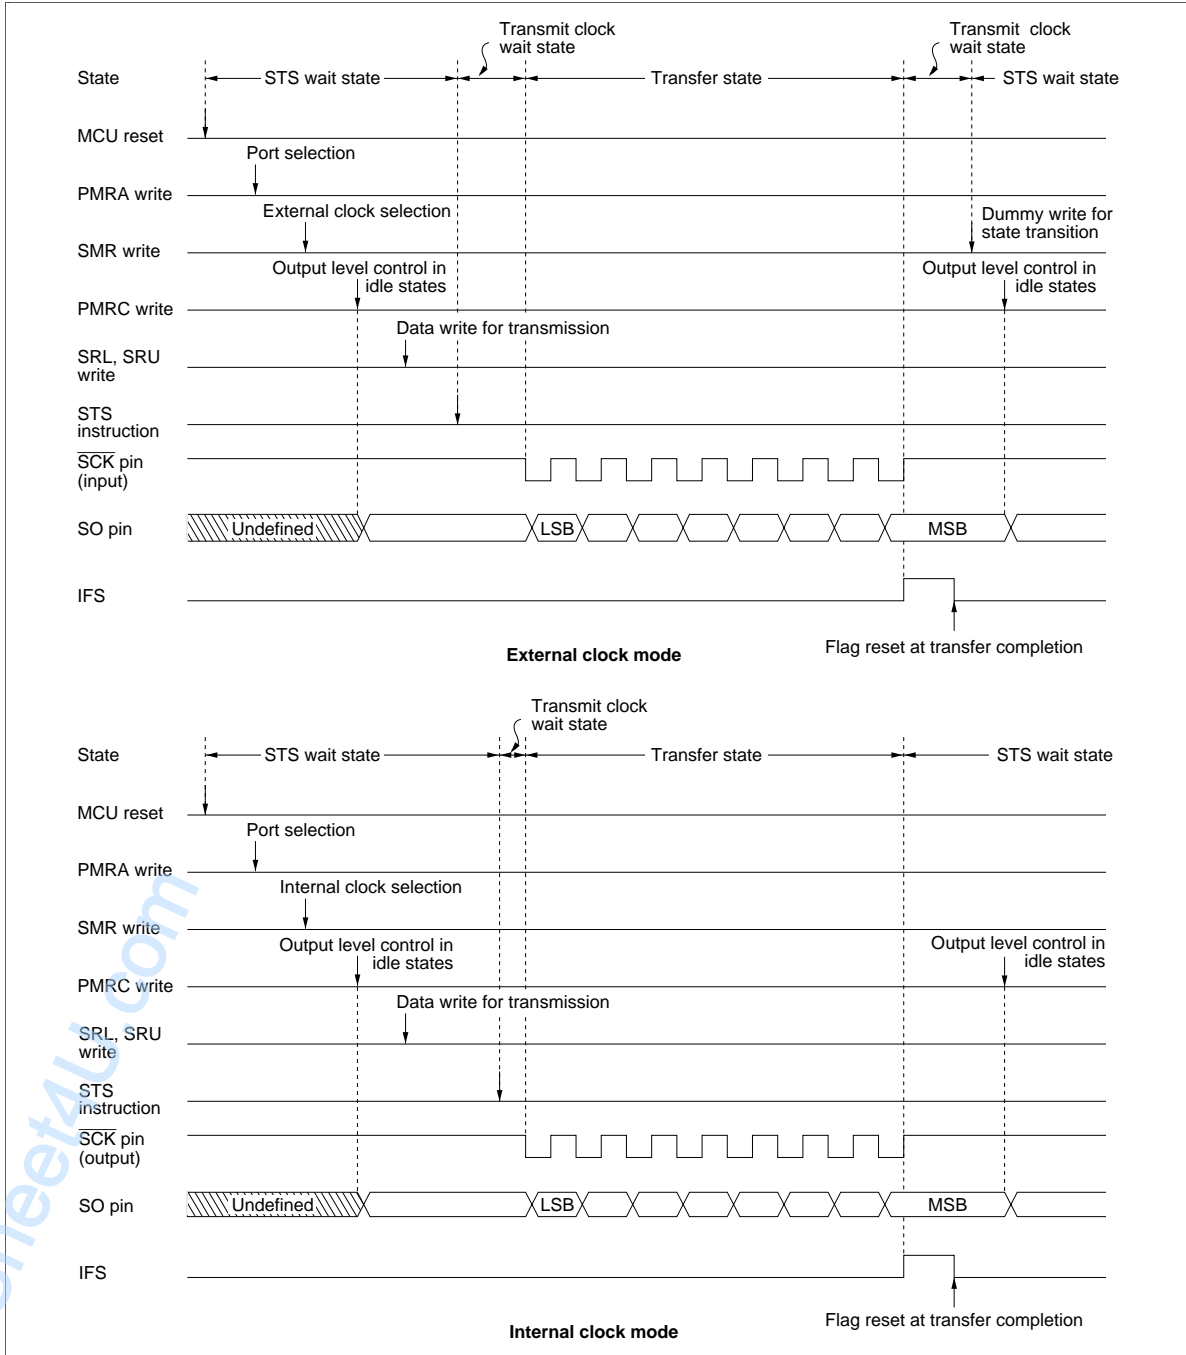 Transmit clock
wait state
Transmit clock
wait state
State
STS wait state
Transfer state
STS wait state
MCU reset
Port selection
PMRA write
External clock selection
Dummy write for
state transition
SMR write
Output level control in
idle states
Output level control in
idle states
PMRC write
Data write for transmission
SRL, SRU
write
STS
instruction
SCK pin
(input)
SO pin
Undefined
LSB
MSB
IFS
Flag reset at transfer completion
External clock mode
Transmit clock
wait state
State
STS wait state
Transfer state
STS wait state
MCU reset
Port selection
PMRA write
Internal clock selection
SMR write
Output level control in
idle states
Output level control in
idle states
PMRC write
Data write for transmission
SRL, SRU
write
STS
instruction
SCK pin
(output)
SO pin
Undefined
LSB
MSB
IFS
Flag reset at transfer completion
Internal clock mode